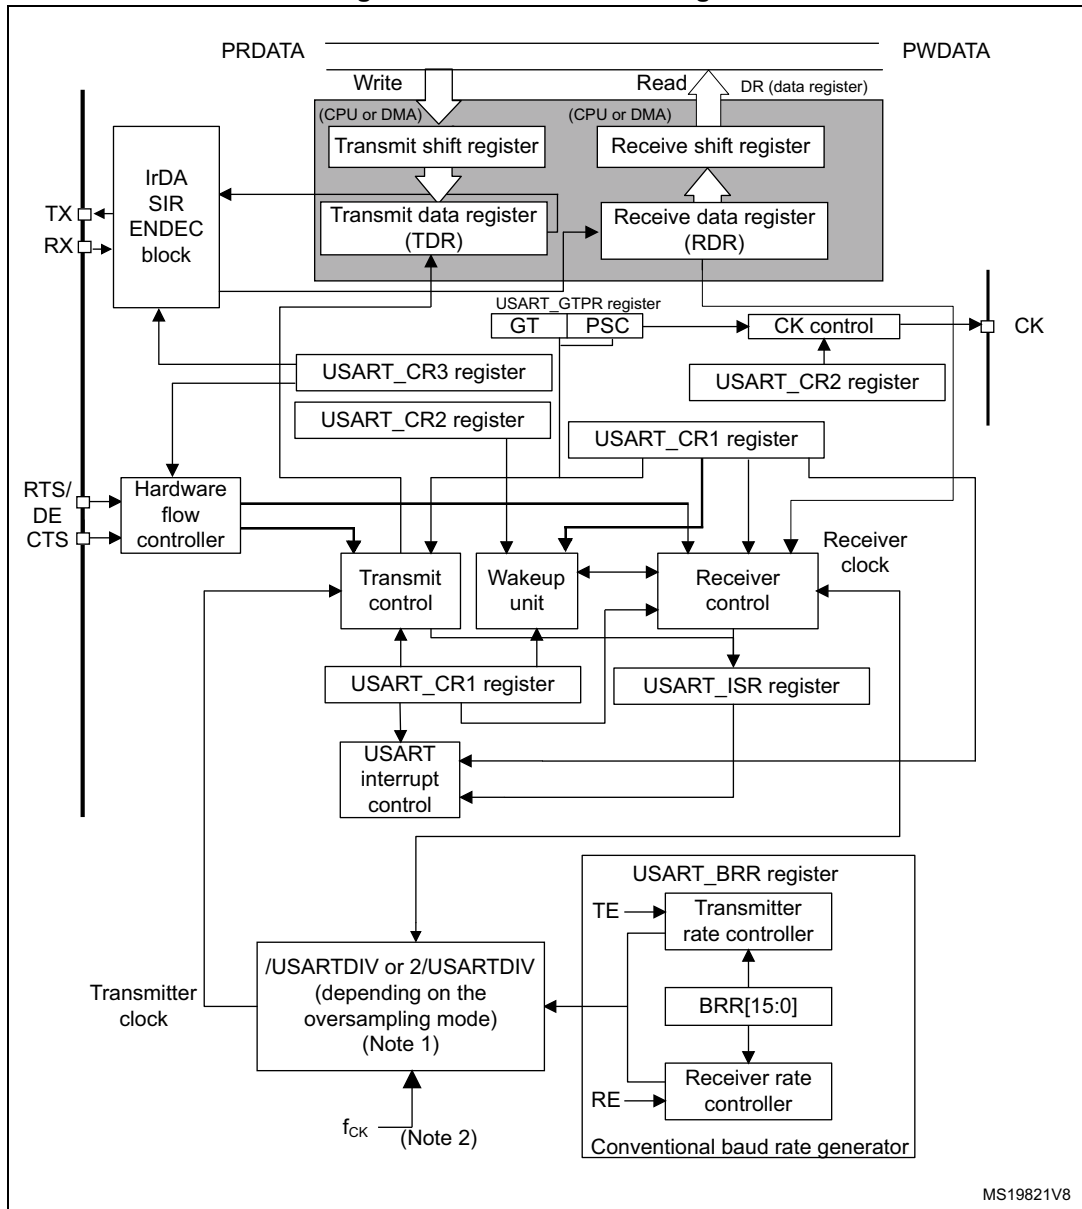 PRDATA
PWDATA
Write
Read
DR (data register)
(CPU or DMA)
(CPU or DMA)
Transmit shift register
Receive shift register
IrDA
SIR
ENDEC
block
TX
RX
Transmit data register
(TDR)
Receive data register
(RDR)
USART_GTPR register
GT
PSC
CK control
CK
USART_CR3 register
USART_CR2 register
USART_CR2 register
USART_CR1 register
RTS/
DE
CTS
Hardware
flow
controller
Receiver
clock
Transmit
control
Wakeup
unit
Receiver
control
USART_CR1 register
USART_ISR register
USART
interrupt
control
USART_BRR register
TE
Transmitter
rate controller
/USARTDIV or 2/USARTDIV
(depending on the
oversampling mode)
(Note 1)
Transmitter
clock
BRR[15:0]
RE
Receiver rate
controller
fCK
(Note 2)
Conventional baud rate generator
MS19821V8